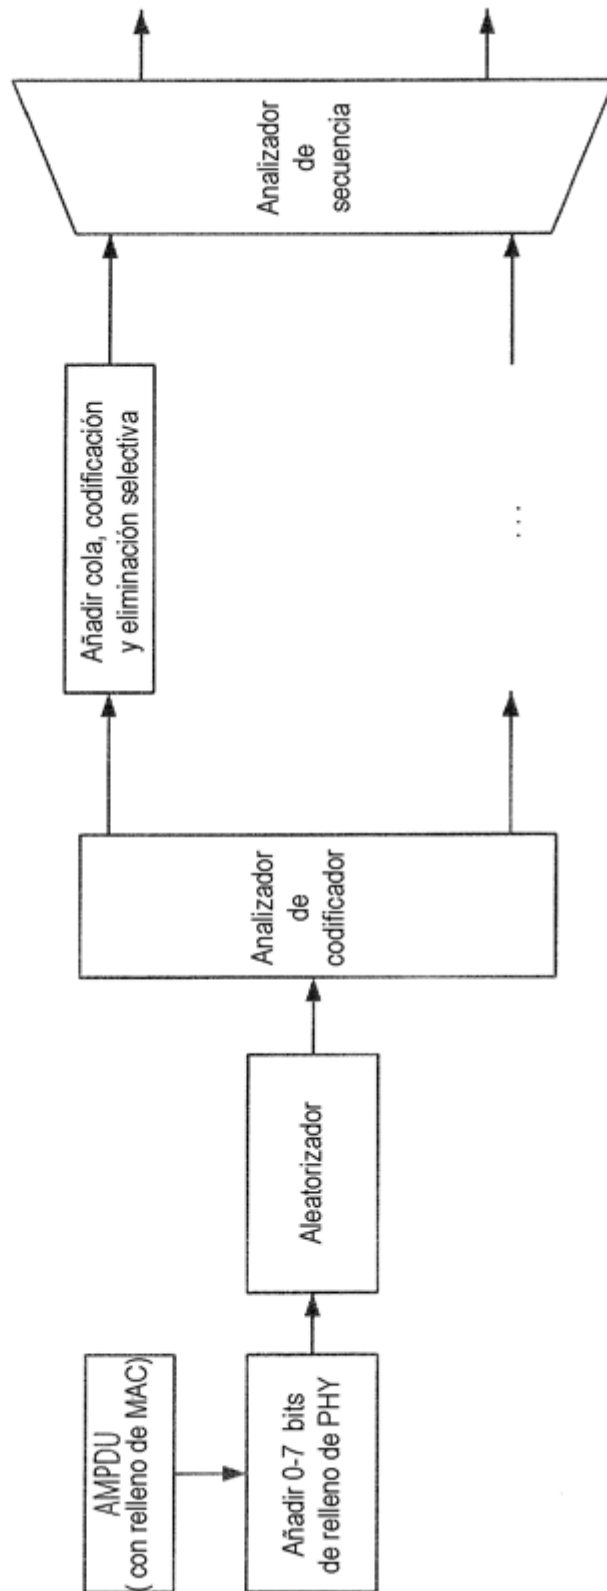 AMPDU
( con relleno de MAC)
Añadir 0-7 bits
de relleno de PHY
Aleatorizador
Analizador
de
codificador
Añadir cola, codificación
y eliminación selectiva
...
Analizador
de
secuencia